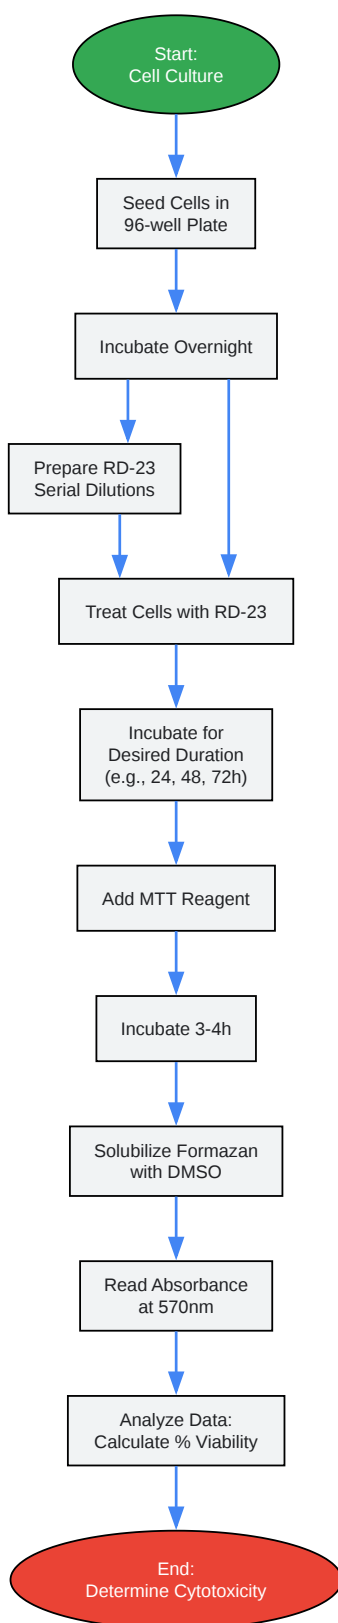 Start:
Cell Culture
Seed Cells in
96-well Plate
Incubate Overnight
Prepare RD-23
Serial Dilutions
Treat Cells with RD-23
Incubate for
Desired Duration
(e.g., 24, 48, 72h)
Add MTT Reagent
Incubate 3-4h
Solubilize Formazan
with DMSO
Read Absorbance
at 570nm
Analyze Data:
Calculate % Viability
End:
Determine Cytotoxicity